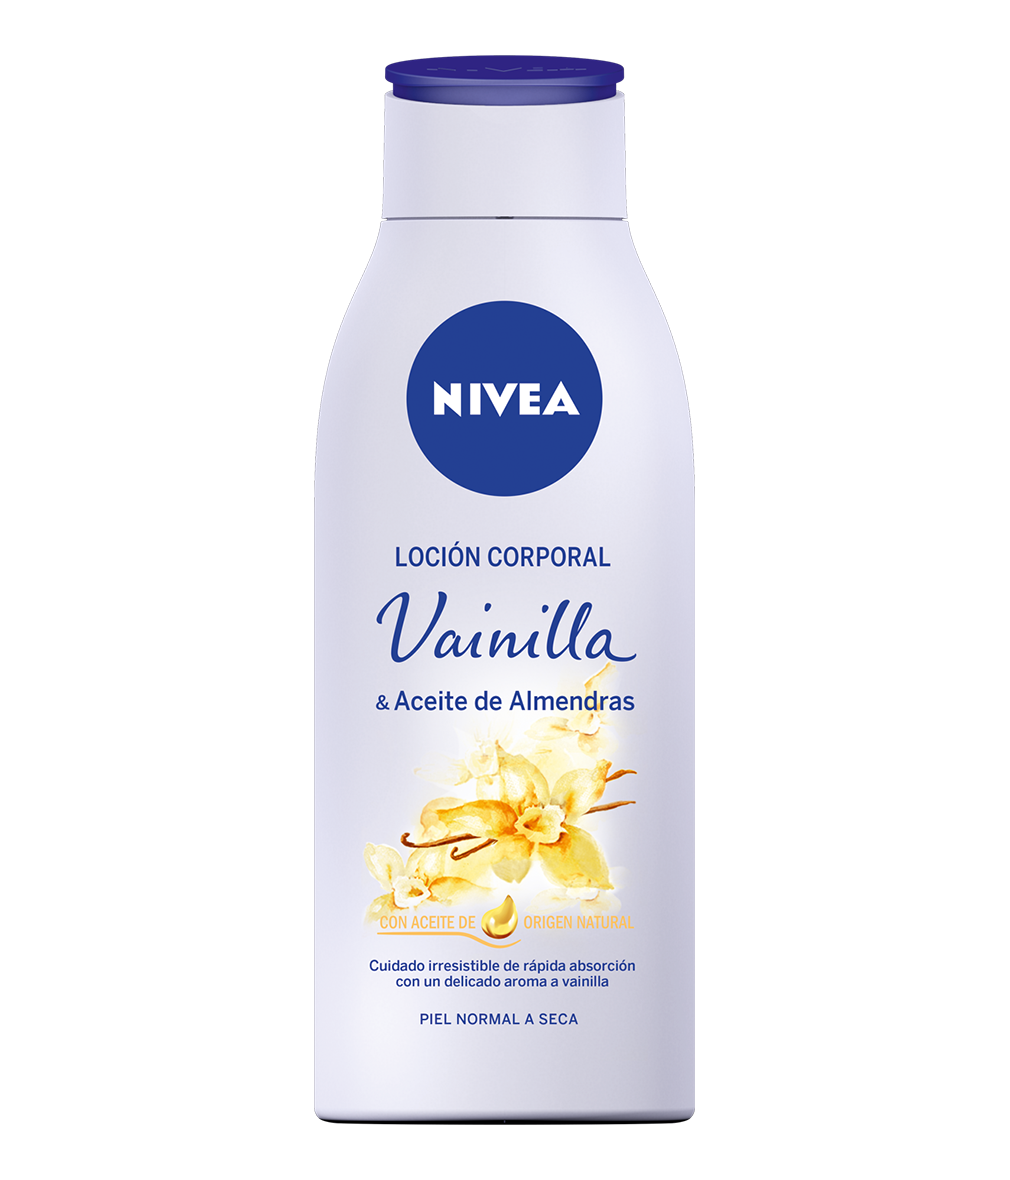 NIVEA
LOCIÓN CORPORAL
Vainilla
& Aceite de Almendras
CON ACEITE DE ORIGEN NATURAL
Cuidado irresistible de rápida absorción
con un delicado aroma a vainilla
PIEL NORMAL A SECA